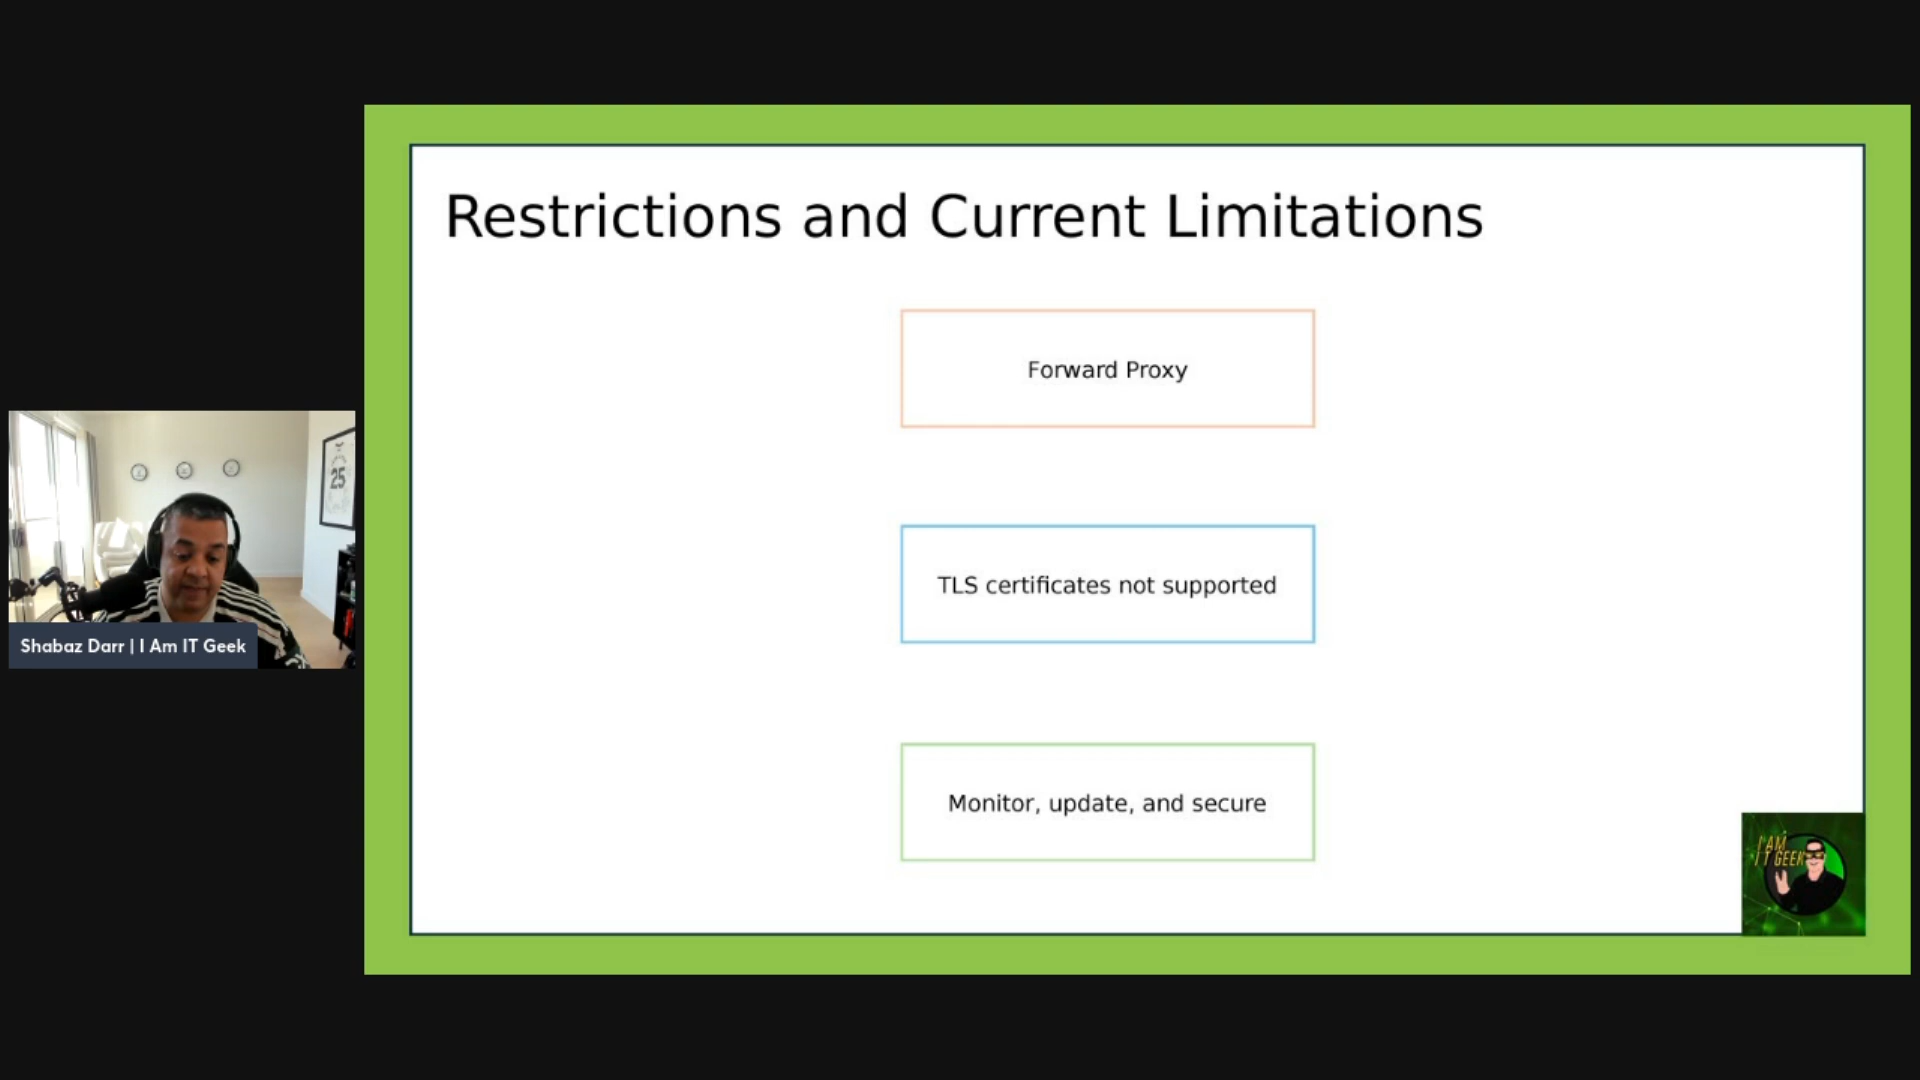 Restrictions and Current Limitations
Forward Proxy
TLS certificates not supported
Monitor, update, and secure
25
Shabaz Darr | I Am IT Geek
I AM
IT GEEK